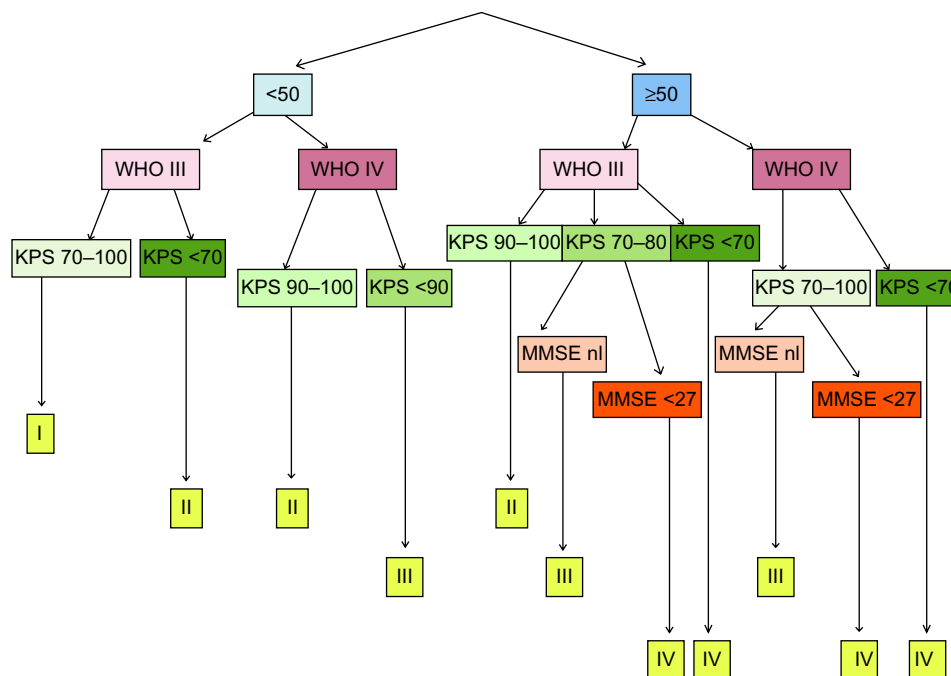 <50
≥50
WHO III
WHO IV
WHO III
WHO IV
KPS 70–100
KPS <70
KPS 90–100
KPS <90
KPS 90–100
KPS 70–80
KPS <70
KPS 70–100
KPS <70
MMSE nl
MMSE <27
MMSE nl
MMSE <27
I
II
II
II
III
III
III
IV
IV
IV
IV